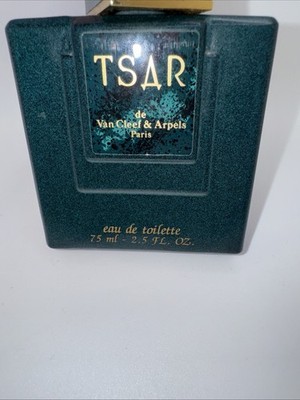 TSAR
de
Van Cleef & Arpels
Paris
eau de toilette
75 ml - 2.5 FL. OZ.